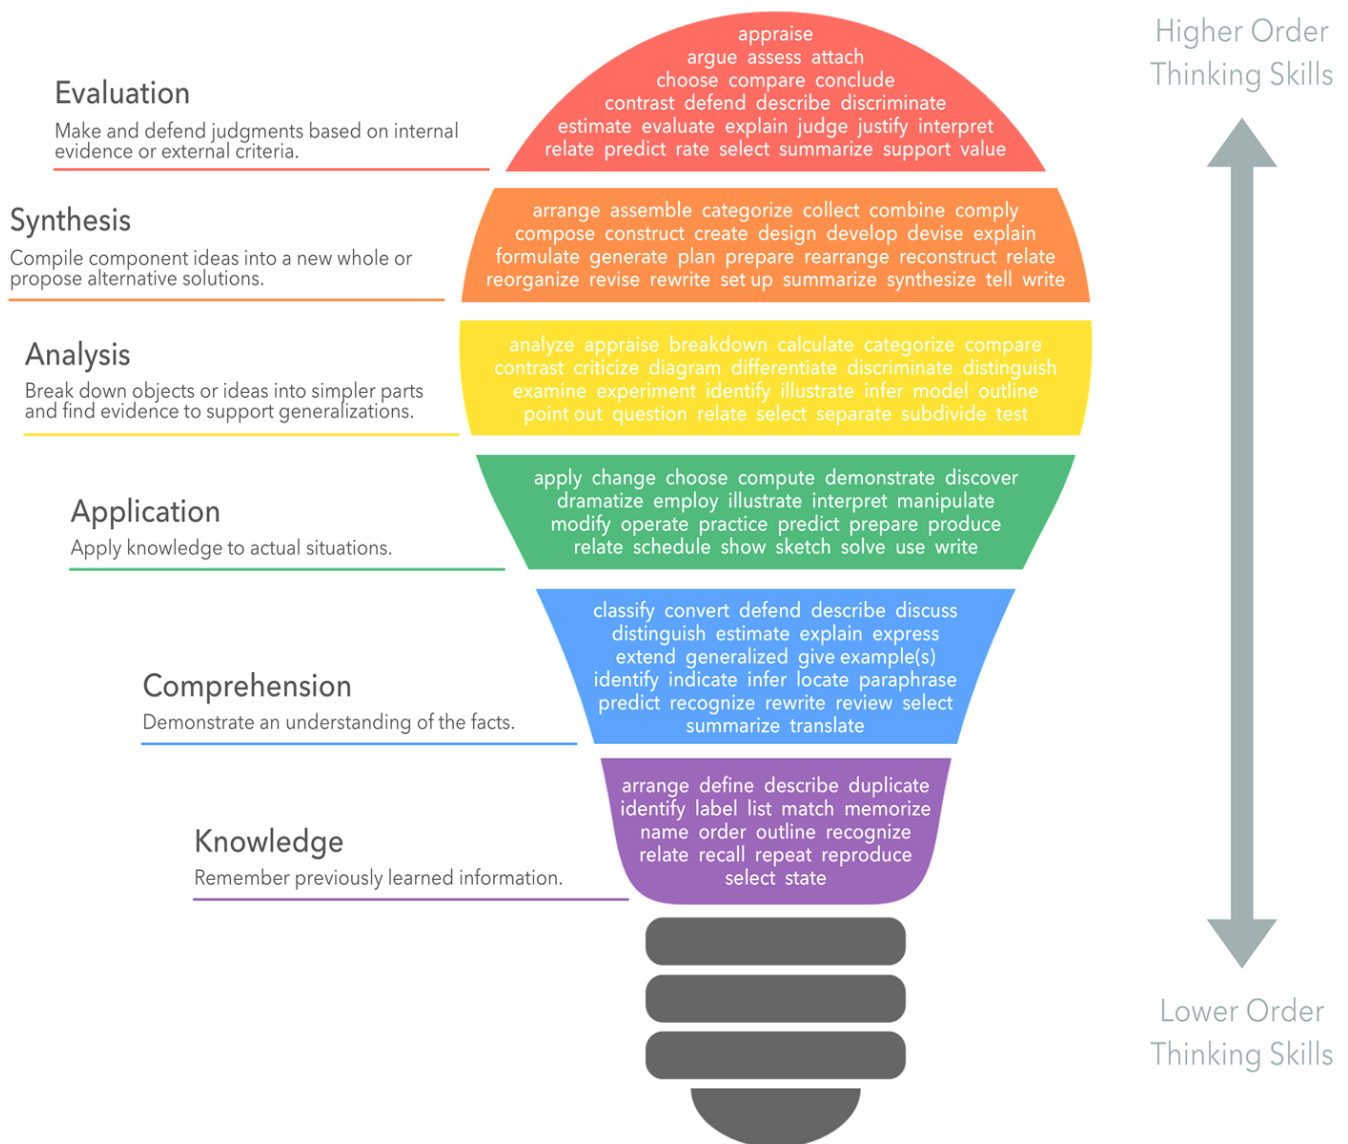 Higher Order
Thinking Skills
Evaluation
Make and defend judgments based on internal
evidence or external criteria.
appraise
argue assess attach
choose compare conclude
contrast defend describe discriminate
estimate evaluate explain judge justify interpret
relate predict rate select summarize support value
Synthesis
Compile component ideas into a new whole or
propose alternative solutions.
arrange assemble categorize collect combine comply
compose construct create design develop devise explain
formulate generate plan prepare rearrange reconstruct relate
reorganize revise rewrite set up summarize synthesize tell write
Analysis
Break down objects or ideas into simpler parts
and find evidence to support generalizations.
analyze appraise breakdown calculate categorize compare
contrast criticize diagram differentiate discriminate distinguish
examine experiment identify illustrate infer model outline
point out question relate select separate subdivide test
Application
Apply knowledge to actual situations.
apply change choose compute demonstrate discover
dramatize employ illustrate interpret manipulate
modify operate practice predict prepare produce
relate schedule show sketch solve use write
Comprehension
Demonstrate an understanding of the facts.
classify convert defend describe discuss
distinguish estimate explain express
extend generalized give example(s)
identify indicate infer locate paraphrase
predict recognize rewrite review select
summarize translate
Knowledge
Remember previously learned information.
arrange define describe duplicate
identify label list match memorize
name order outline recognize
relate recall repeat reproduce
select state
Lower Order
Thinking Skills